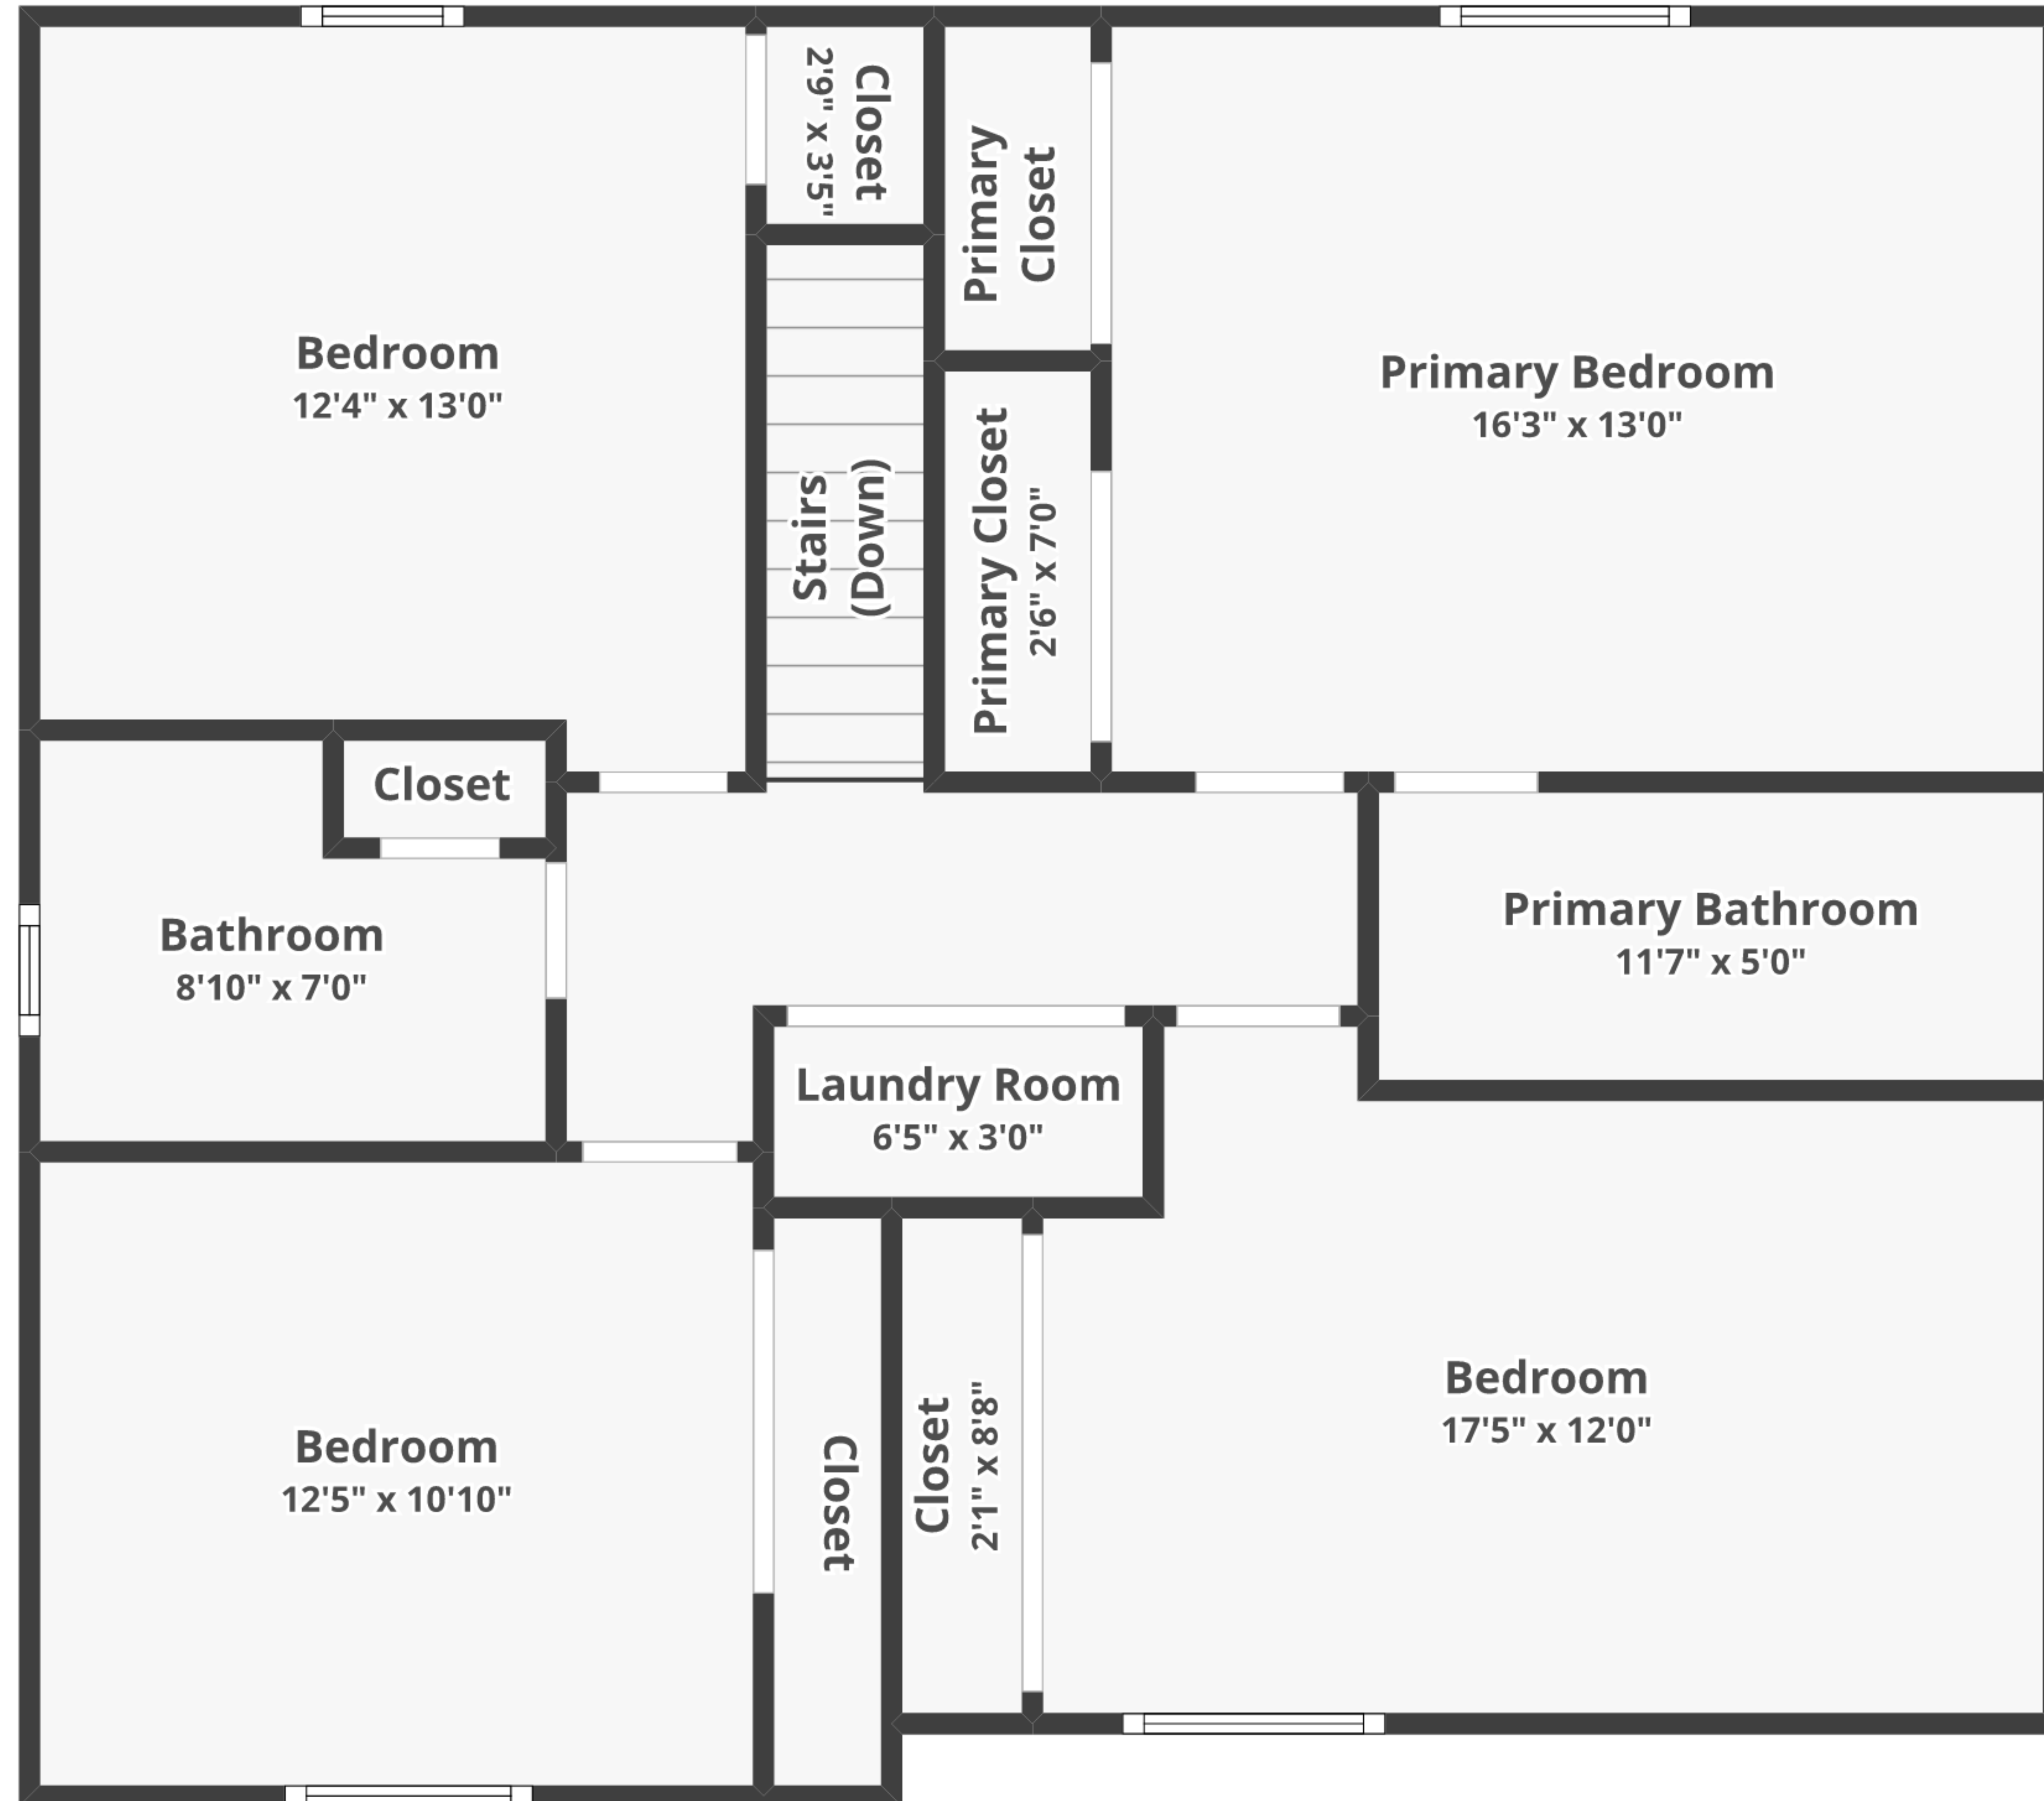 Closet
2'9" x 3'5"
Primary
Closet
Bedroom
12'4" x 13'0"
Primary Bedroom
16'3" x 13'0"
Stairs
(Down)
Primary Closet
2'6" x 7'0"
Closet
Bathroom
8'10" x 7'0"
Primary Bathroom
11'7" x 5'0"
Laundry Room
6'5" x 3'0"
Bedroom
12'5" x 10'10"
Closet
Closet
2'1" x 8'8"
Bedroom
17'5" x 12'0"